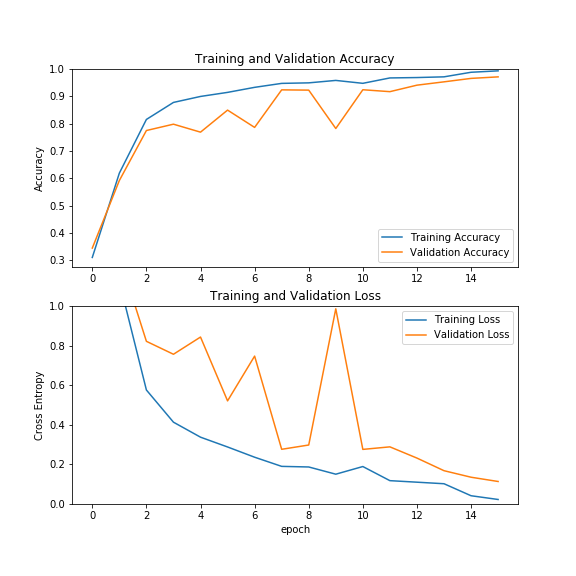 Training and Validation Accuracy
1.0
0.9
0.8
0.7
0.6
0.5
0.4
0.3
Accuracy
Training Accuracy
Validation Accuracy
0 2 4 6 8 10 12 14
Training and Validation Loss
1.0
0.8
0.6
0.4
0.2
0.0
Cross Entropy
Training Loss
Validation Loss
0 2 4 6 8 10 12 14
epoch